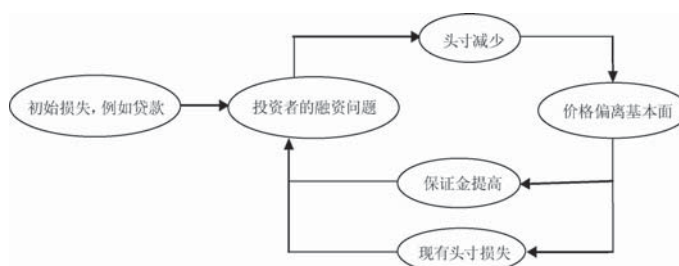 头寸减少
初始损失，例如贷款
投资者的融资问题
价格偏离基本面
保证金提高
现有头寸损失